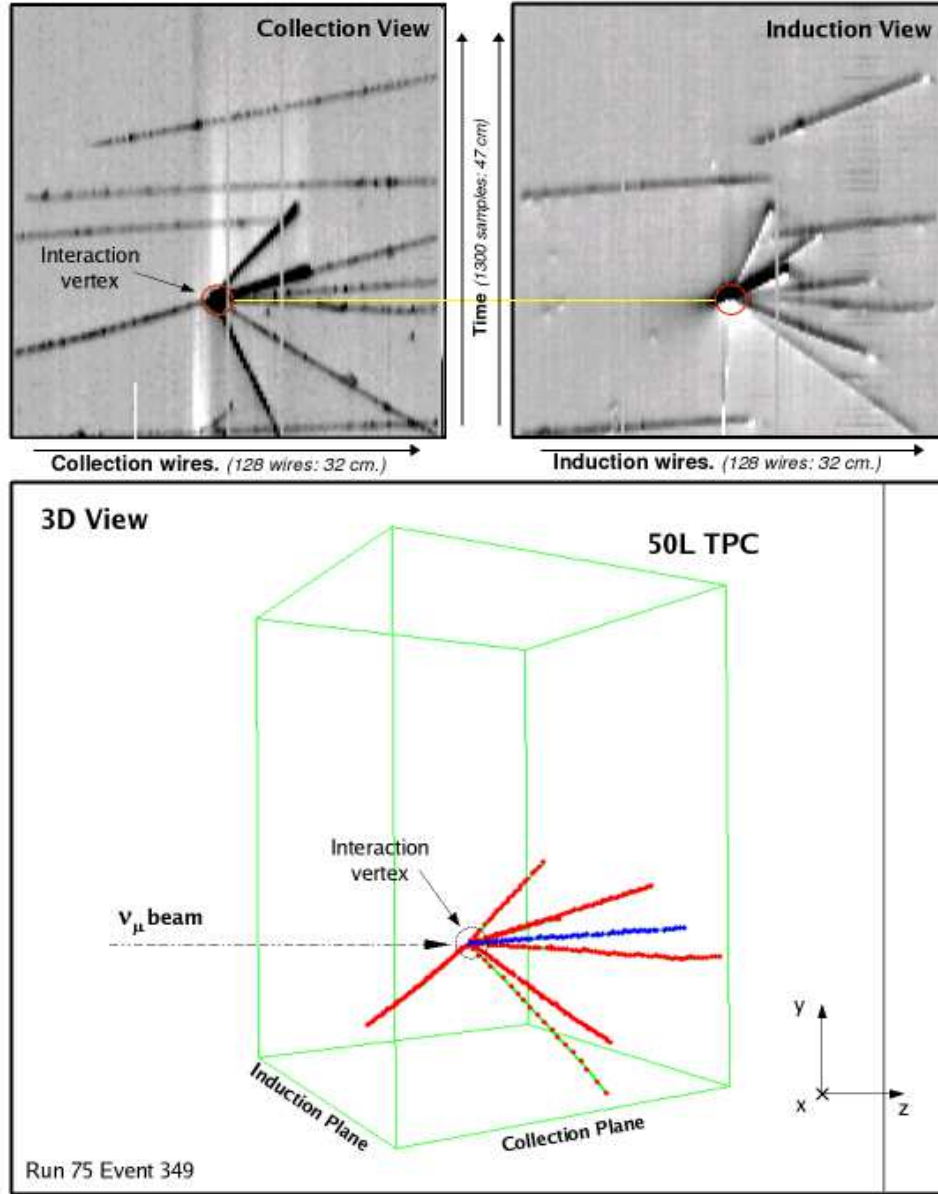 Collection View
Induction View
Interaction
vertex
Time (1300 samples: 47 cm)
Collection wires. (128 wires: 32 cm.)
Induction wires. (128 wires: 32 cm.)
3D View
50L TPC
Interaction
vertex
νμ beam
y
x
z
Induction Plane
Collection Plane
Run 75 Event 349